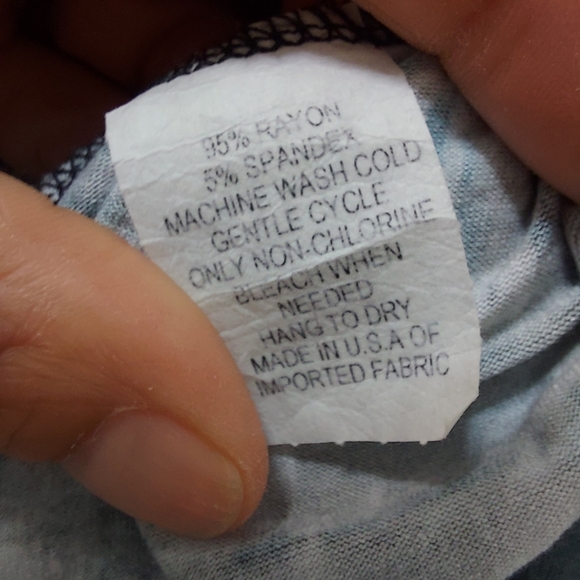 95% RAYON
5% SPANDEX
MACHINE WASH COLD
GENTLE CYCLE
ONLY NON-CHLORINE
BLEACH WHEN
NEEDED
HANG TO DRY
MADE IN U.S.A OF
IMPORTED FABRIC